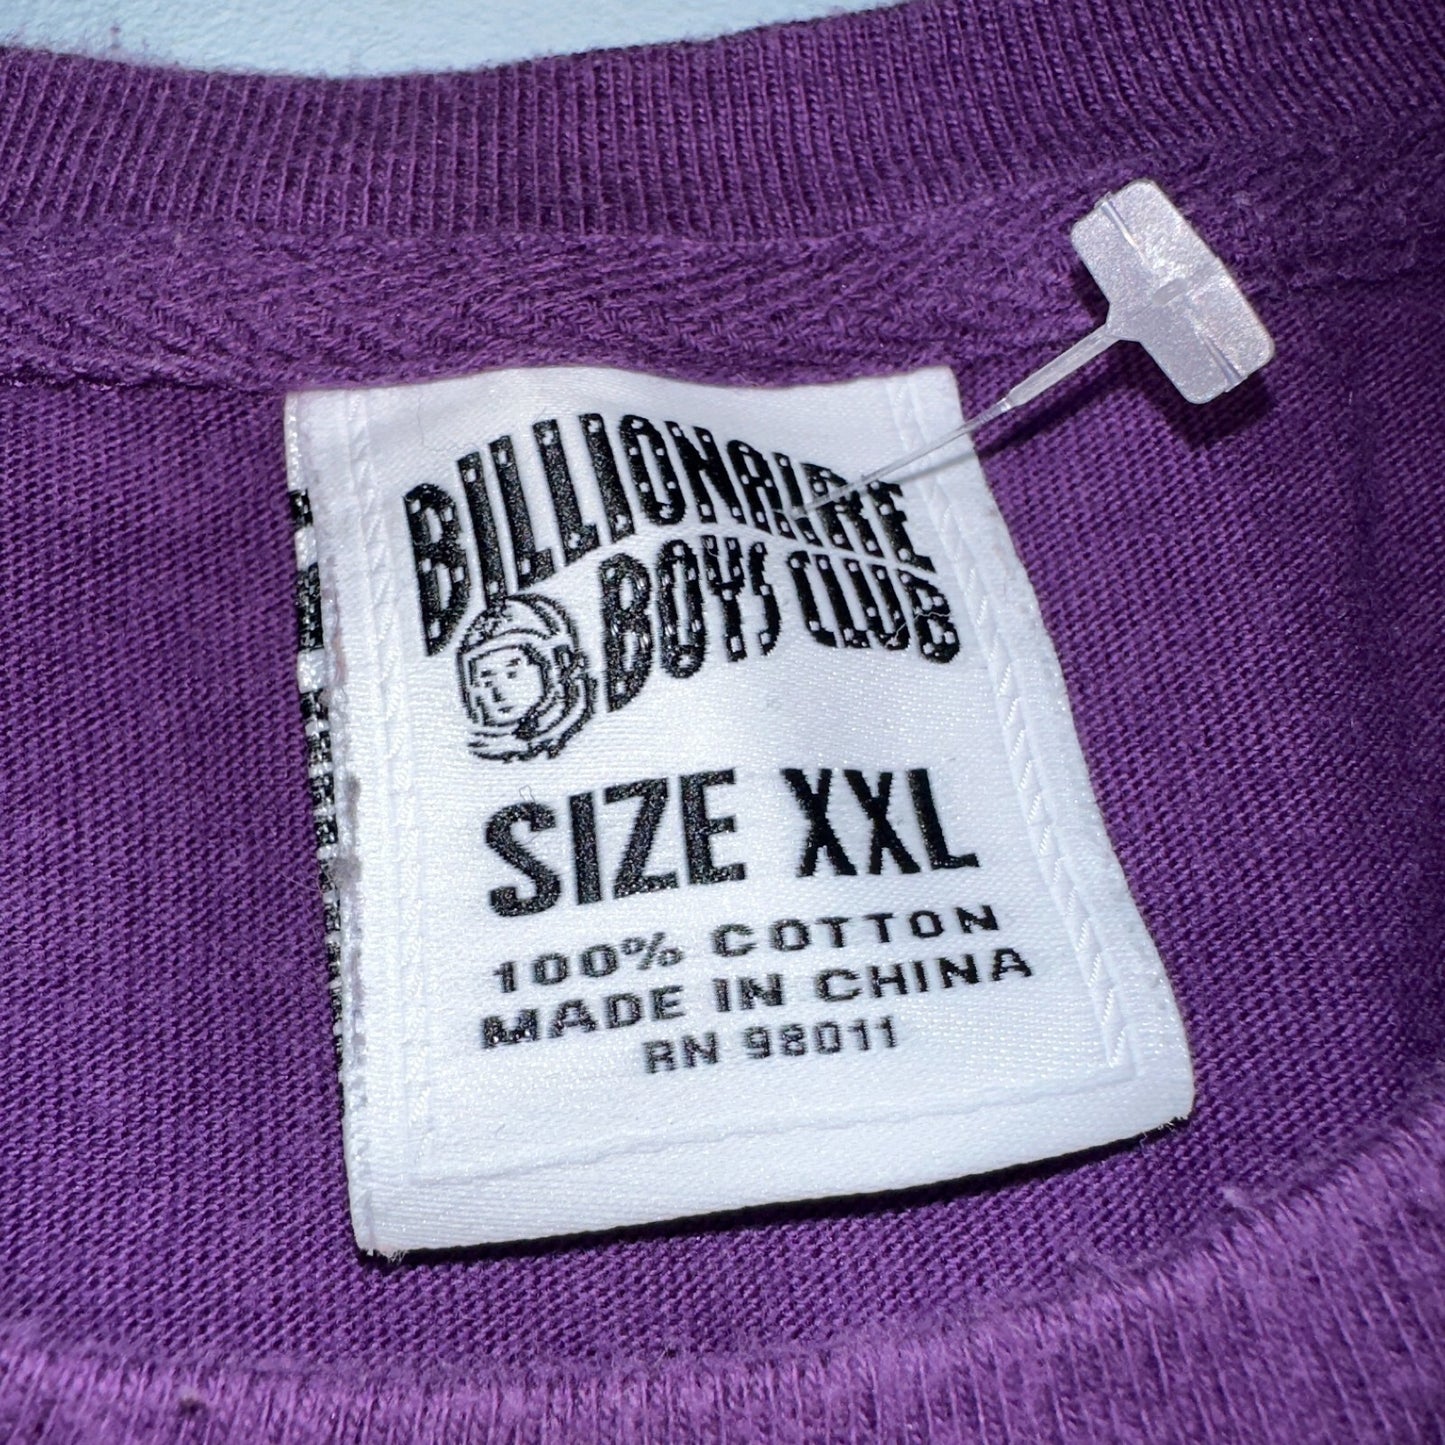 BILLIONAIRE
BOYS CLUB
SIZE XXL
100% COTTON
MADE IN CHINA
RN 98011